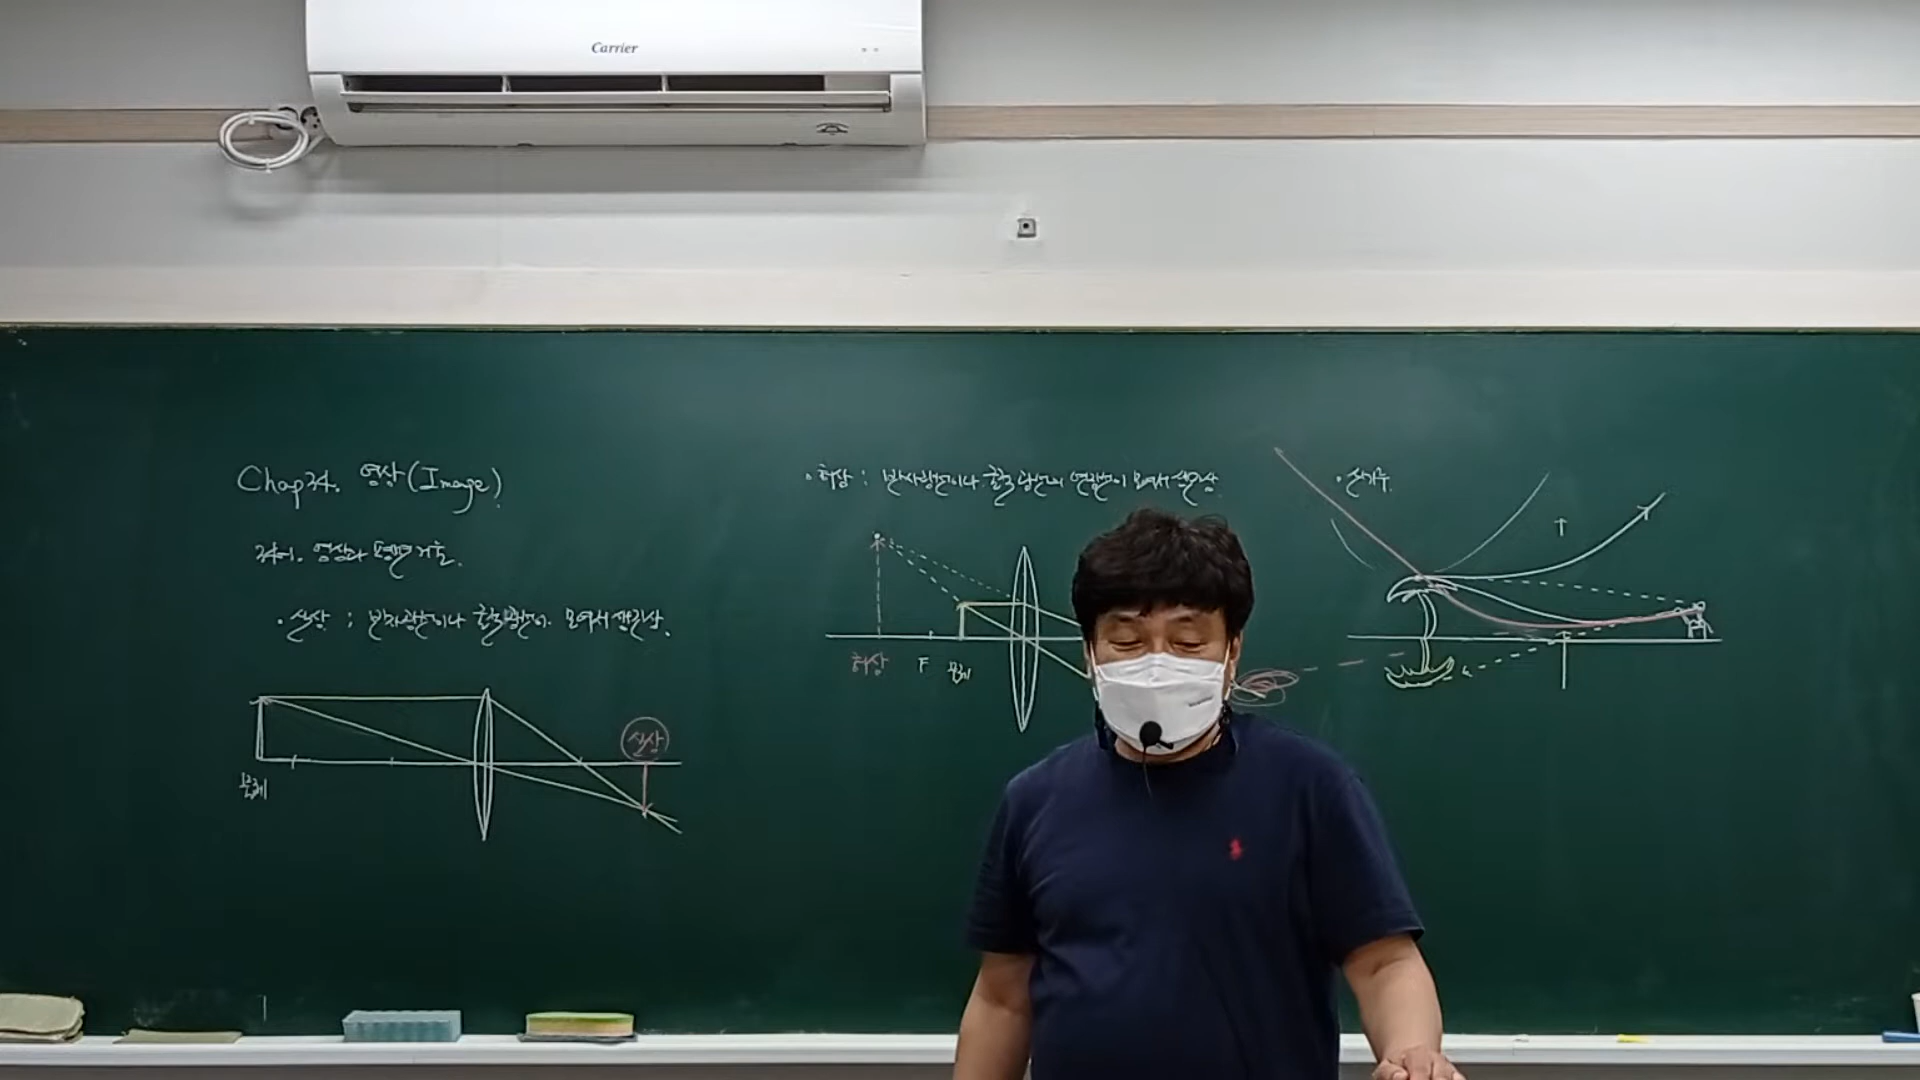 Carrier
Chap34. 영상(Image).
34-1. 영상과 평면거울.
· 실상 : 반사광선이나 굴절광선이 모여서 생긴 상.
물체
실상
· 허상 : 반사광선이나 굴절광선의 연장선이 모여서 생긴 상.
허상
F
물체
· 신기루.
T